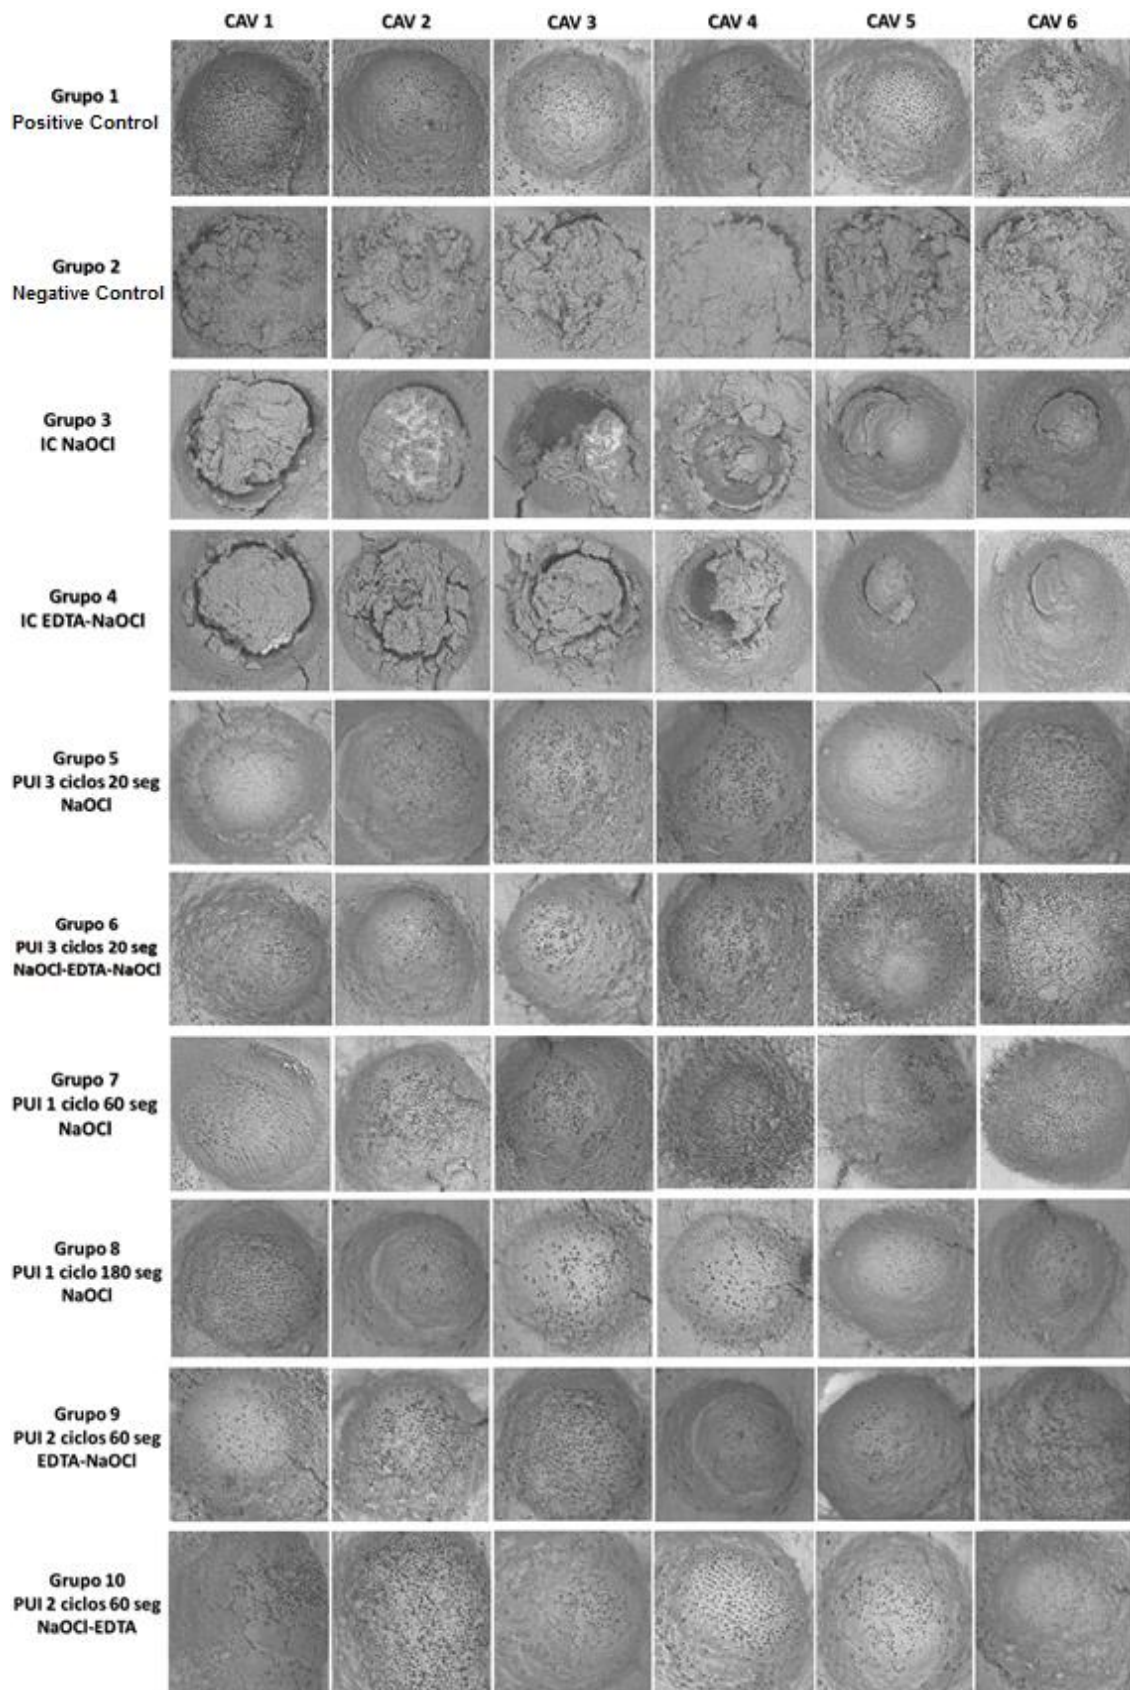 CAV 1 CAV 2 CAV 3 CAV 4 CAV 5 CAV 6
Grupo 1
Positive Control
Grupo 2
Negative Control
Grupo 3
IC NaOCl
Grupo 4
IC EDTA-NaOCl
Grupo 5
PUI 3 ciclos 20 seg
NaOCl
Grupo 6
PUI 3 ciclos 20 seg
NaOCl-EDTA-NaOCl
Grupo 7
PUI 1 ciclo 60 seg
NaOCl
Grupo 8
PUI 1 ciclo 180 seg
NaOCl
Grupo 9
PUI 2 ciclos 60 seg
EDTA-NaOCl
Grupo 10
PUI 2 ciclos 60 seg
NaOCl-EDTA